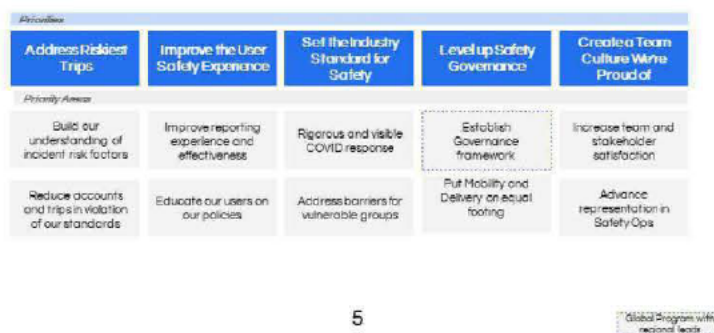 Priorities
Address Riskiest
Trips
Improve the User
Safety Experience
Set the Industry
Standard for
Safety
Level up Safety
Governance
Create a Team
Culture We're
Proud of
Priority Areas
Build our
understanding of
incident risk factors
Improve reporting
experience and
effectiveness
Rigorous and visible
COVID response
Establish
Governance
framework
Increase team and
stakeholder
satisfaction
Reduce accounts
and trips in violation
of our standards
Educate our users on
our policies
Address barriers for
vulnerable groups
Put Mobility and
Delivery on equal
footing
Advance
representation in
Safety Ops
5
Global Program with
regional leads